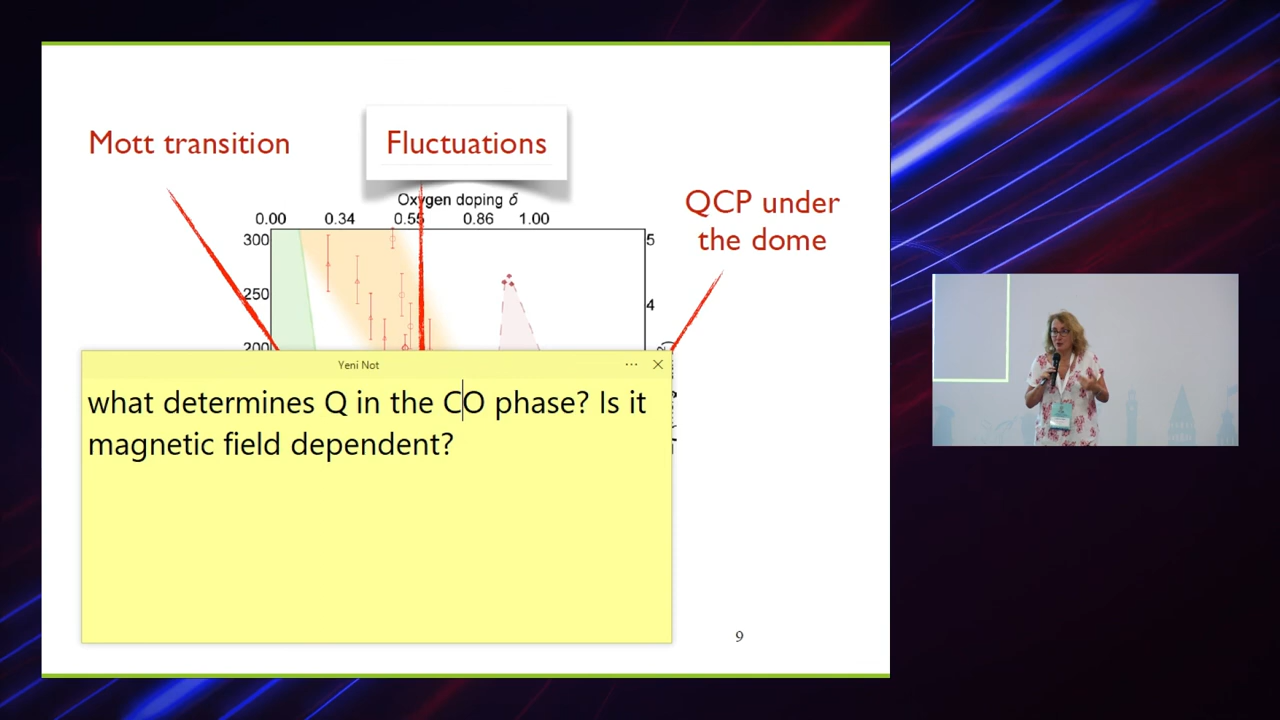 Mott transition
Fluctuations
QCP under
the dome
Oxygen doping δ
0.00 0.34 0.55 0.86 1.00
300
250
200
5
4
Yeni Not
what determines Q in the CO phase? Is it
magnetic field dependent?
9